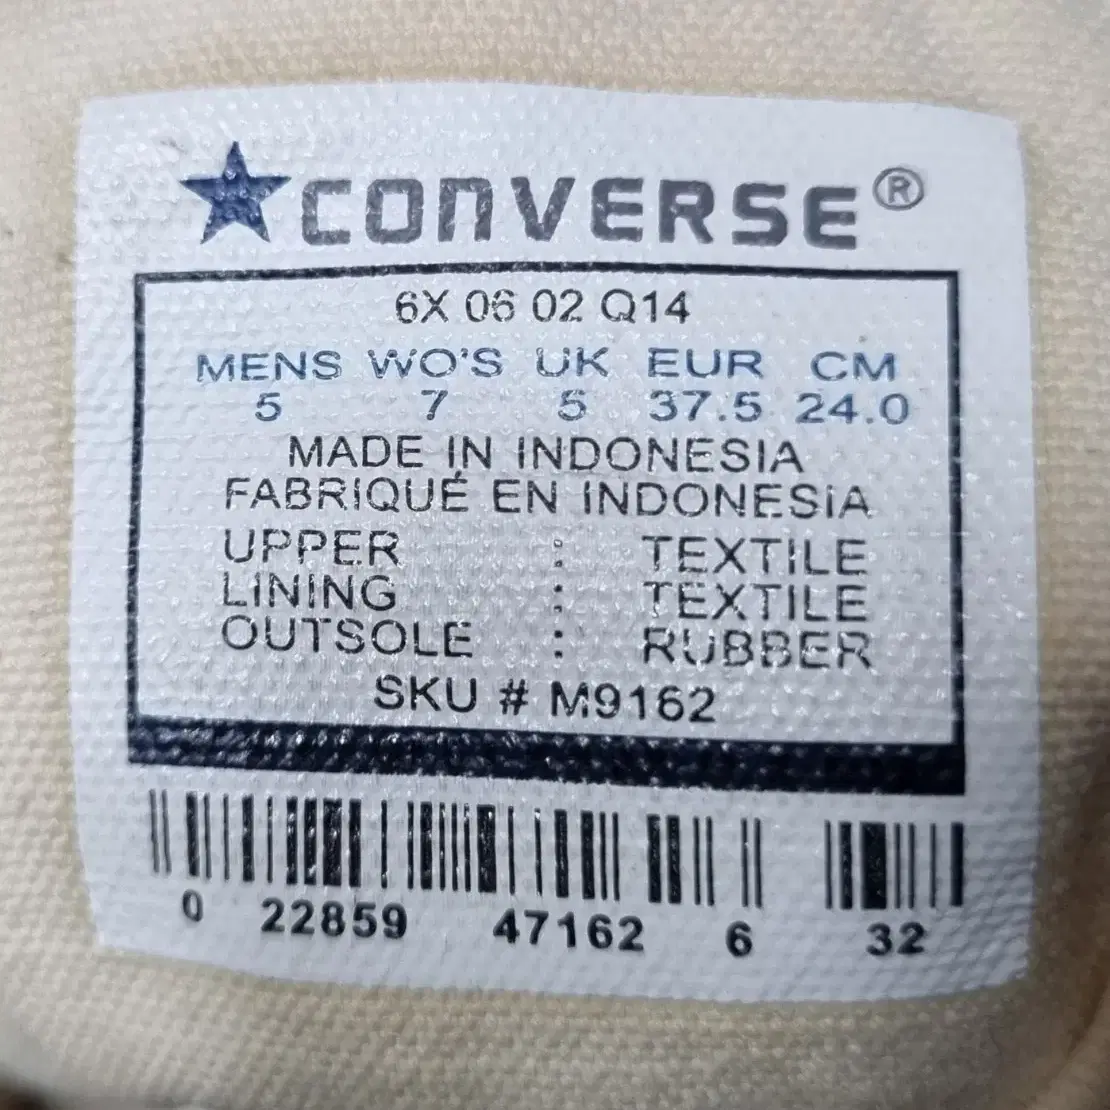 CONVERSE®
6X 06 02 Q14
MENS WO'S UK EUR CM
5 7 5 37.5 24.0
MADE IN INDONESIA
FABRIQUÉ EN INDONESIA
UPPER : TEXTILE
LINING : TEXTILE
OUTSOLE : RUBBER
SKU # M9162
0 22859 47162 6 32